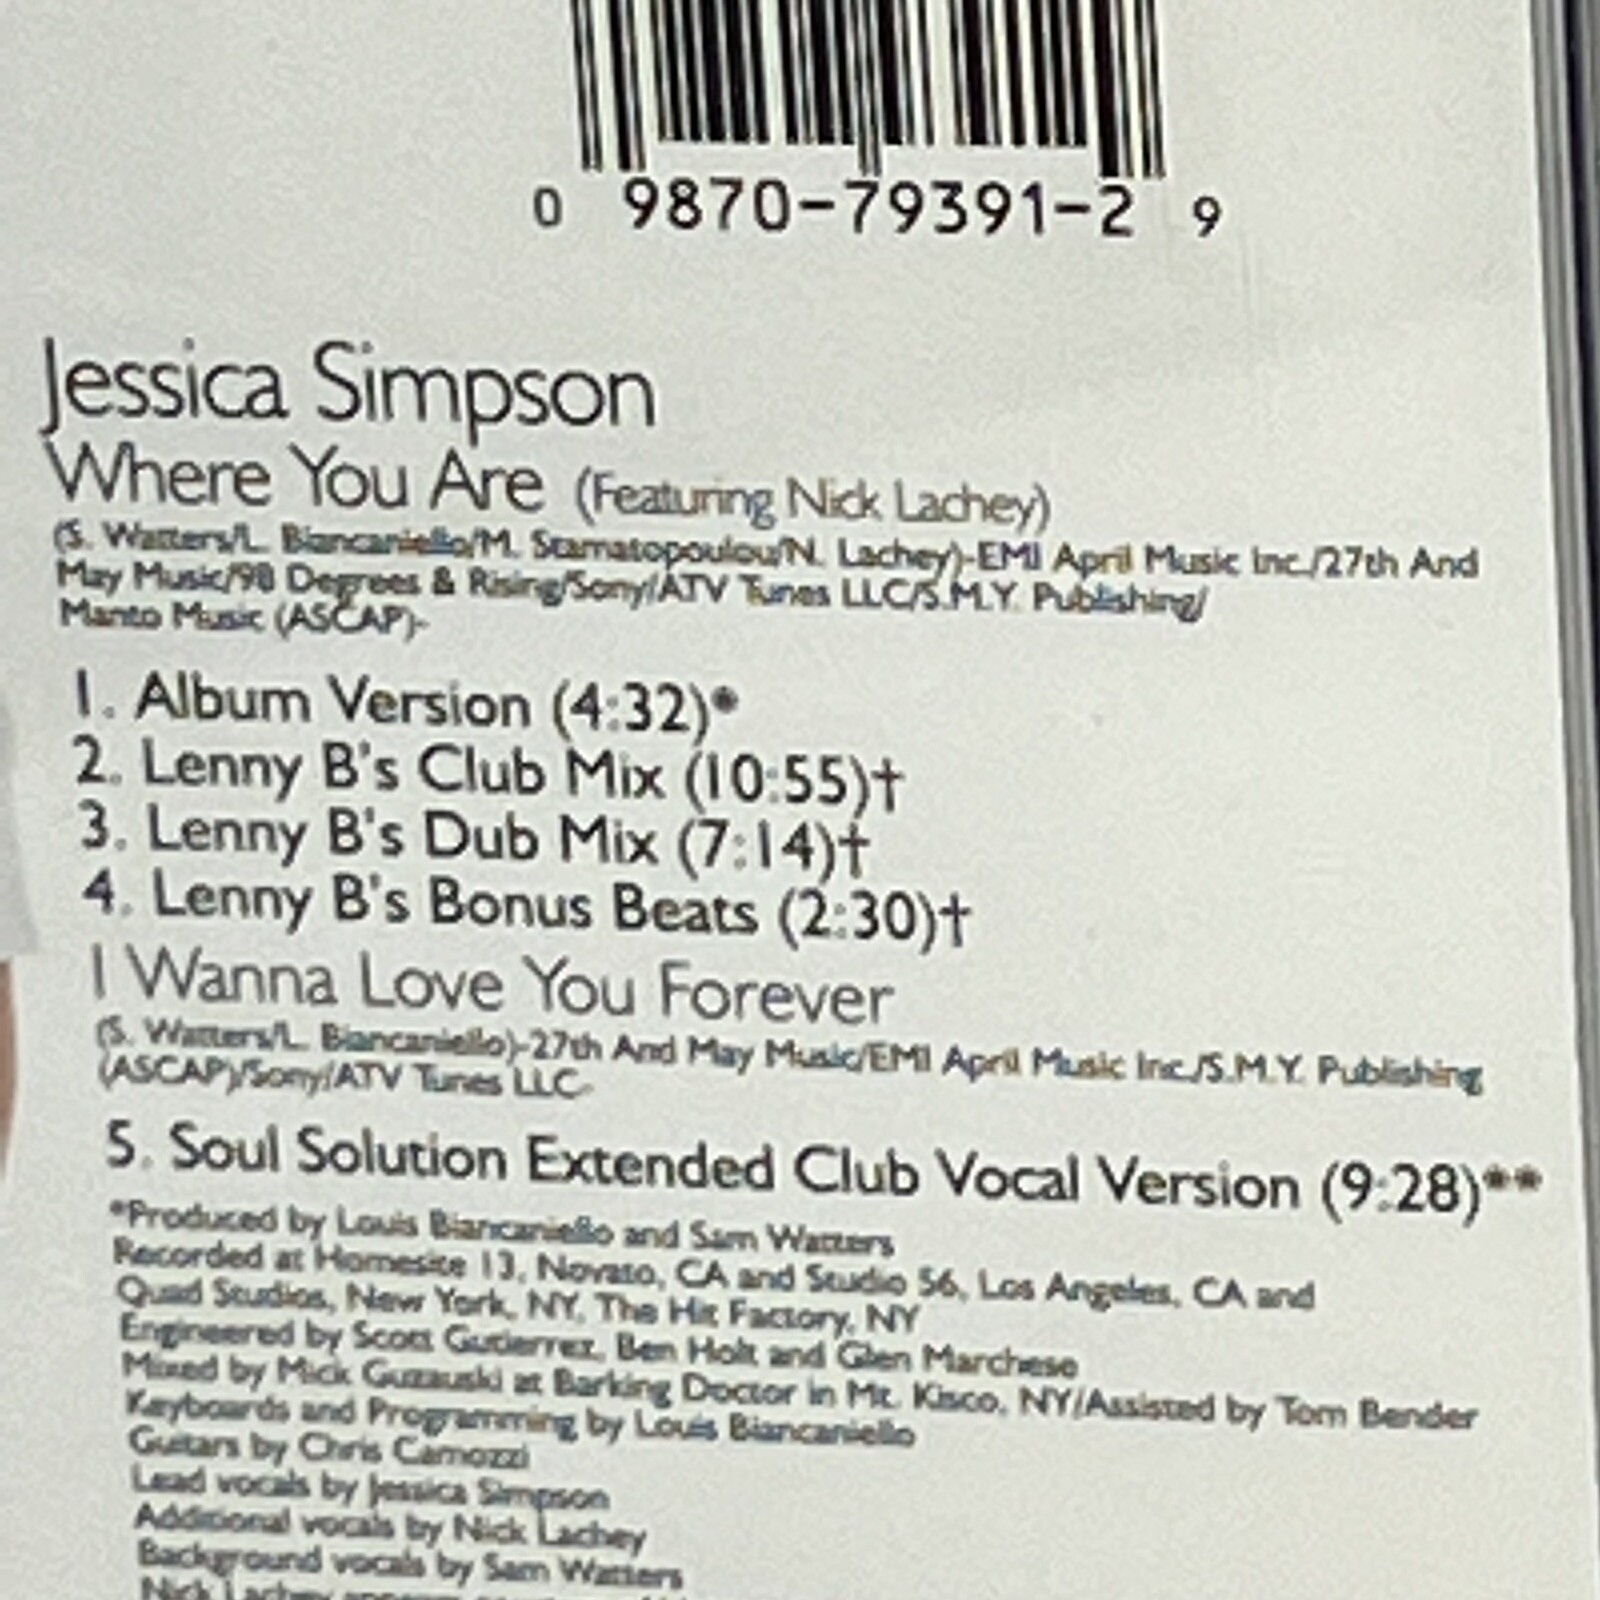 0 9870-79391-2 9
Jessica Simpson
Where You Are (Featuring Nick Lachey)
(S. Watters/L. Biancaniello/M. Stamatopoulou/N. Lachey)-EMI April Music Inc./27th And
May Music/98 Degrees & Rising/Sony/ATV Tunes LLC/S.M.Y. Publishing/
Manto Music (ASCAP)-
1. Album Version (4:32)*
2. Lenny B's Club Mix (10:55)†
3. Lenny B's Dub Mix (7:14)†
4. Lenny B's Bonus Beats (2:30)†
I Wanna Love You Forever
(S. Watters/L. Biancaniello)-27th And May Music/EMI April Music Inc./S.M.Y. Publishing
(ASCAP)/Sony/ATV Tunes LLC-
5. Soul Solution Extended Club Vocal Version (9:28)**
*Produced by Louis Biancaniello and Sam Watters
Recorded at Homesite 13, Novato, CA and Studio 56, Los Angeles, CA and
Quad Studios, New York, NY, The Hit Factory, NY
Engineered by Scott Gutierrez, Ben Holt and Glen Marchese
Mixed by Mick Guzauski at Barking Doctor in Mt. Kisco, NY/Assisted by Tom Bender
Keyboards and Programming by Louis Biancaniello
Guitars by Chris Camozzi
Lead vocals by Jessica Simpson
Additional vocals by Nick Lachey
Background vocals by Sam Watters
Nick Lachey appears